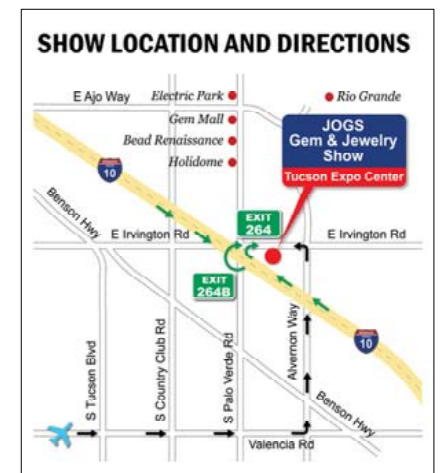 SHOW LOCATION AND DIRECTIONS
E Ajo Way
Electric Park
Rio Grande
Gem Mall
Bead Renaissance
Holidome
JOGS
Gem & Jewelry
Show
Tucson Expo Center
INTERSTATE
10
Benson Hwy
EXIT
264
E Irvington Rd
E Irvington Rd
EXIT
264B
S Tucson Blvd
S Country Club Rd
S Palo Verde Rd
Alvernon Way
INTERSTATE
10
Benson Hwy
Valencia Rd